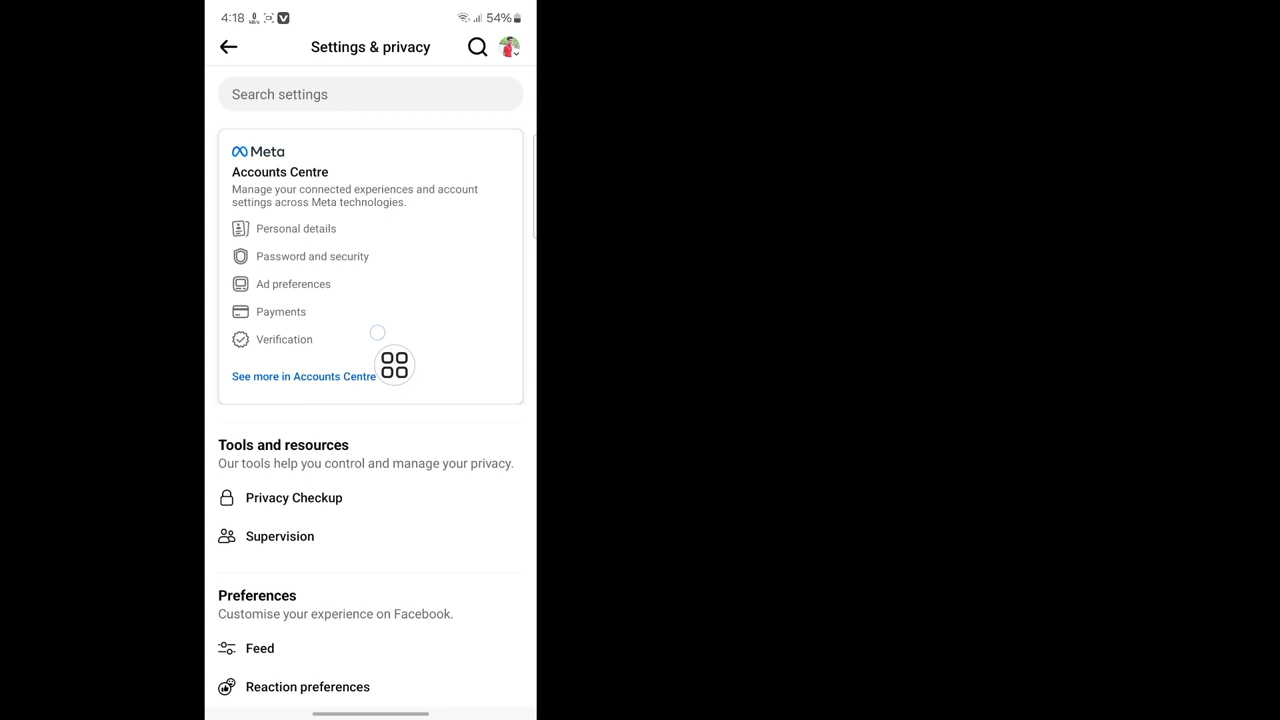 4:18
54%
Settings & privacy
Search settings
Meta
Accounts Centre
Manage your connected experiences and account
settings across Meta technologies.
Personal details
Password and security
Ad preferences
Payments
Verification
See more in Accounts Centre
Tools and resources
Our tools help you control and manage your privacy.
Privacy Checkup
Supervision
Preferences
Customise your experience on Facebook.
Feed
Reaction preferences